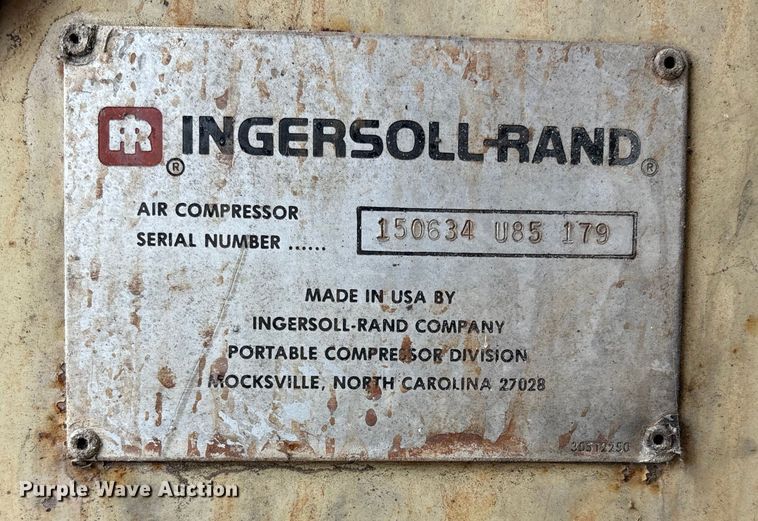 IR ® INGERSOLL-RAND ®
AIR COMPRESSOR
SERIAL NUMBER ...... 150634 U85 179
MADE IN USA BY
INGERSOLL-RAND COMPANY
PORTABLE COMPRESSOR DIVISION
MOCKSVILLE, NORTH CAROLINA 27028
Purple Wave Auction